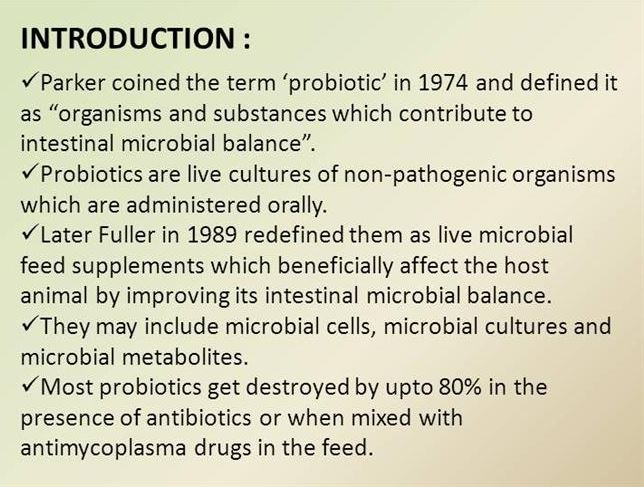 INTRODUCTION :
✓Parker coined the term ‘probiotic’ in 1974 and defined it
as “organisms and substances which contribute to
intestinal microbial balance”.
✓Probiotics are live cultures of non-pathogenic organisms
which are administered orally.
✓Later Fuller in 1989 redefined them as live microbial
feed supplements which beneficially affect the host
animal by improving its intestinal microbial balance.
✓They may include microbial cells, microbial cultures and
microbial metabolites.
✓Most probiotics get destroyed by upto 80% in the
presence of antibiotics or when mixed with
antimycoplasma drugs in the feed.